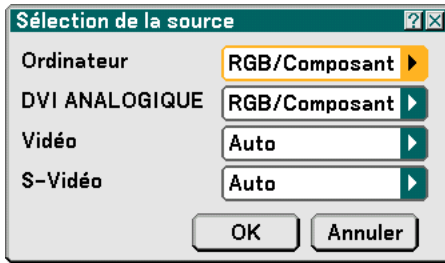 Sélection de la source
Ordinateur RGB/Composant
DVI ANALOGIQUE RGB/Composant
Vidéo Auto
S-Vidéo Auto
OK Annuler